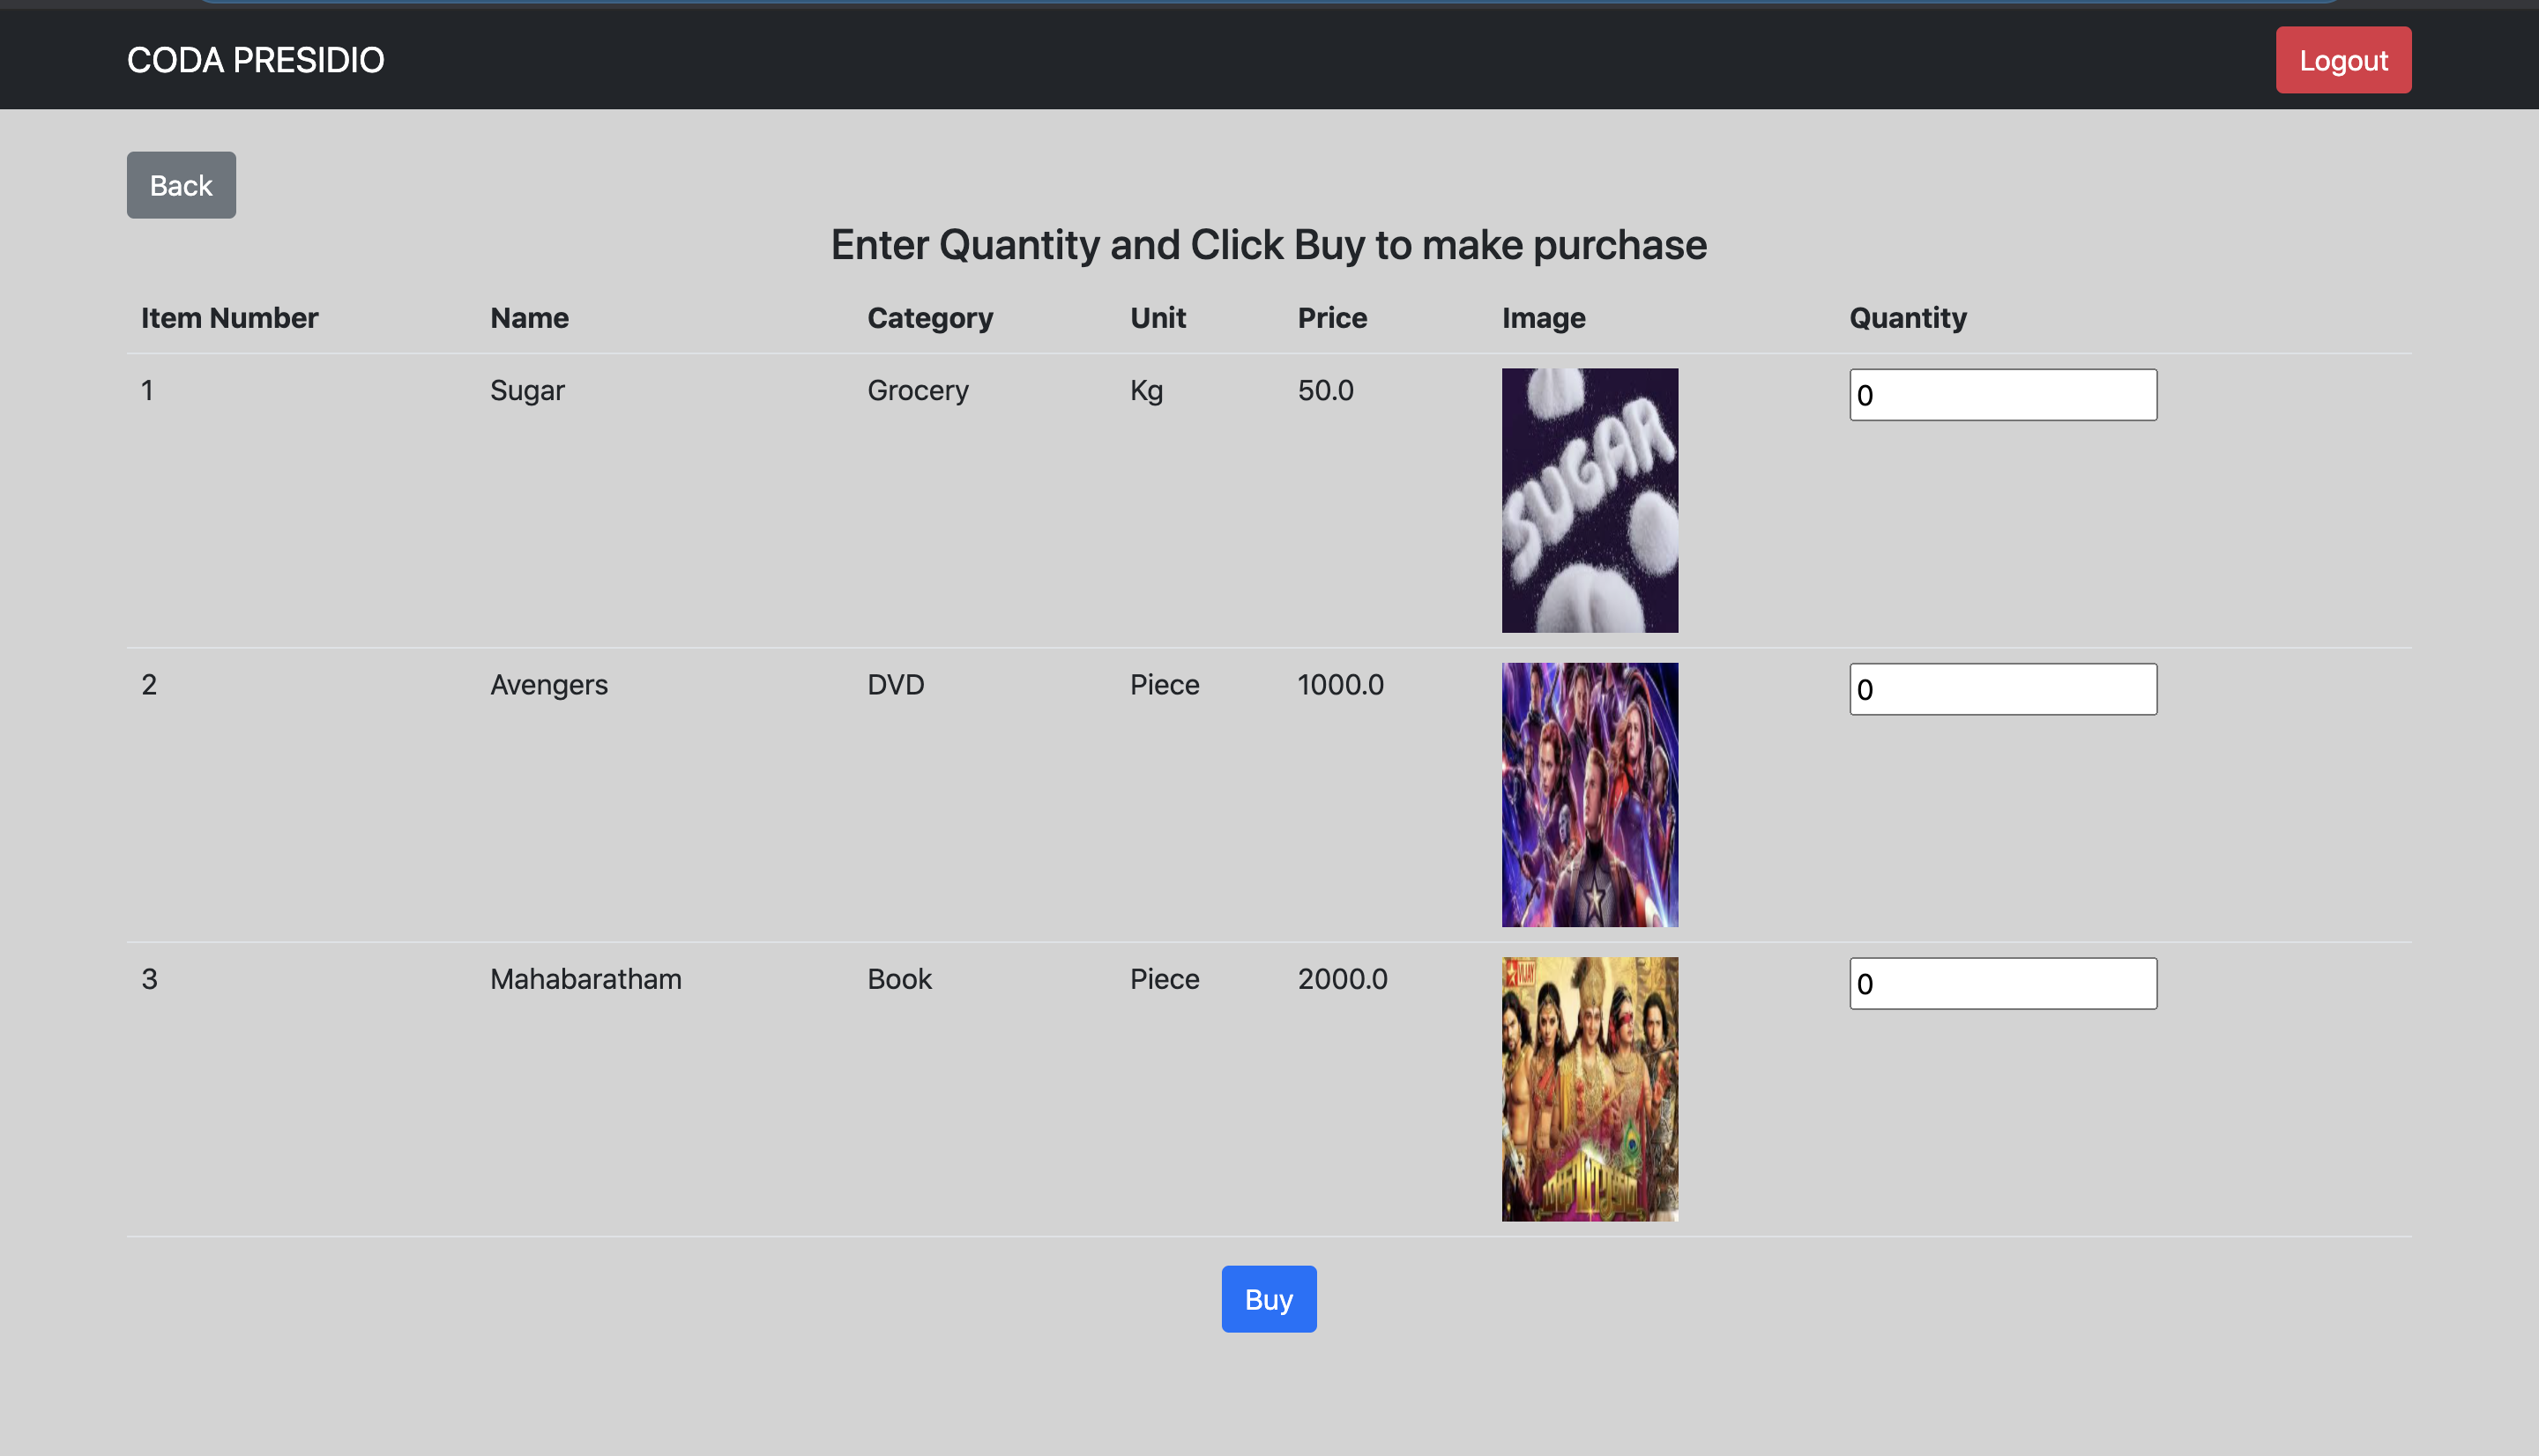 CODA PRESIDIO Logout
Back
Enter Quantity and Click Buy to make purchase
Item Number Name Category Unit Price Image Quantity
1 Sugar Grocery Kg 50.0 SUGAR 0
2 Avengers DVD Piece 1000.0 0
3 Mahabaratham Book Piece 2000.0 VIJAY 0
Buy